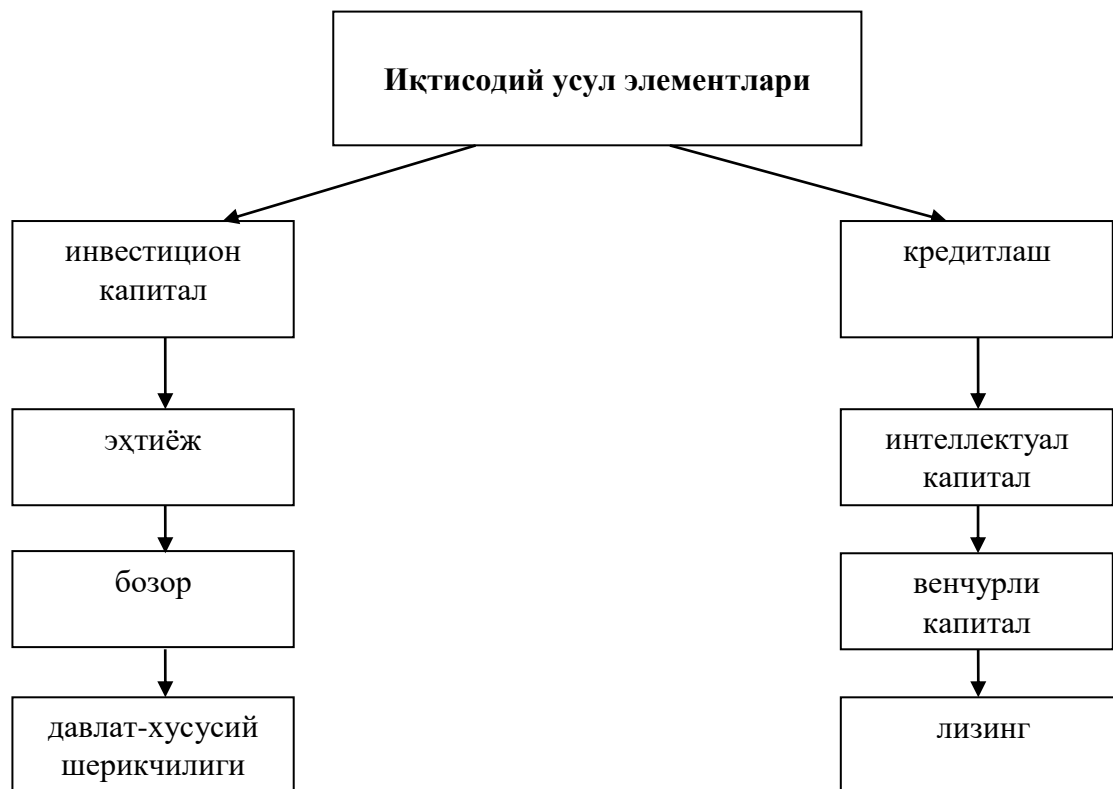 Иқтисодий усул элементлари
инвестицион
капитал
кредитлаш
эҳтиёж
интеллектуал
капитал
бозор
венчурли
капитал
давлат-хусусий
шерикчилиги
лизинг